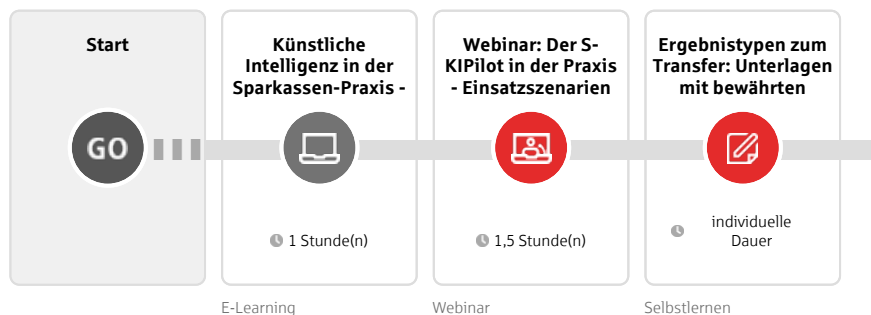 Start
GO
Künstliche
Intelligenz in der
Sparkassen-Praxis -
1 Stunde(n)
E-Learning
Webinar: Der S-
KIPilot in der Praxis
- Einsatzszenarien
1,5 Stunde(n)
Webinar
Ergebnistypen zum
Transfer: Unterlagen
mit bewährten
individuelle
Dauer
Selbstlernen